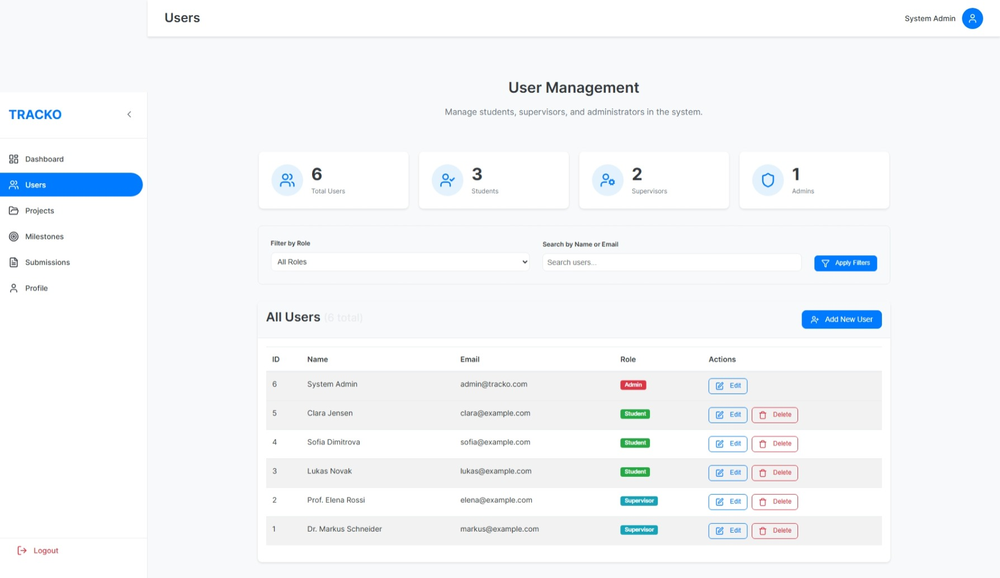 Users
System Admin
TRACKO
Dashboard
Users
Projects
Milestones
Submissions
Profile
Logout
User Management
Manage students, supervisors, and administrators in the system.
6
Total Users
3
Students
2
Supervisors
1
Admins
Filter by Role
All Roles
Search by Name or Email
Search users...
Apply Filters
All Users (6 total)
Add New User
ID Name Email Role Actions
6 System Admin admin@tracko.com Admin Edit
5 Clara Jensen clara@example.com Student Edit Delete
4 Sofia Dimitrova sofia@example.com Student Edit Delete
3 Lukas Novak lukas@example.com Student Edit Delete
2 Prof. Elena Rossi elena@example.com Supervisor Edit Delete
1 Dr. Markus Schneider markus@example.com Supervisor Edit Delete